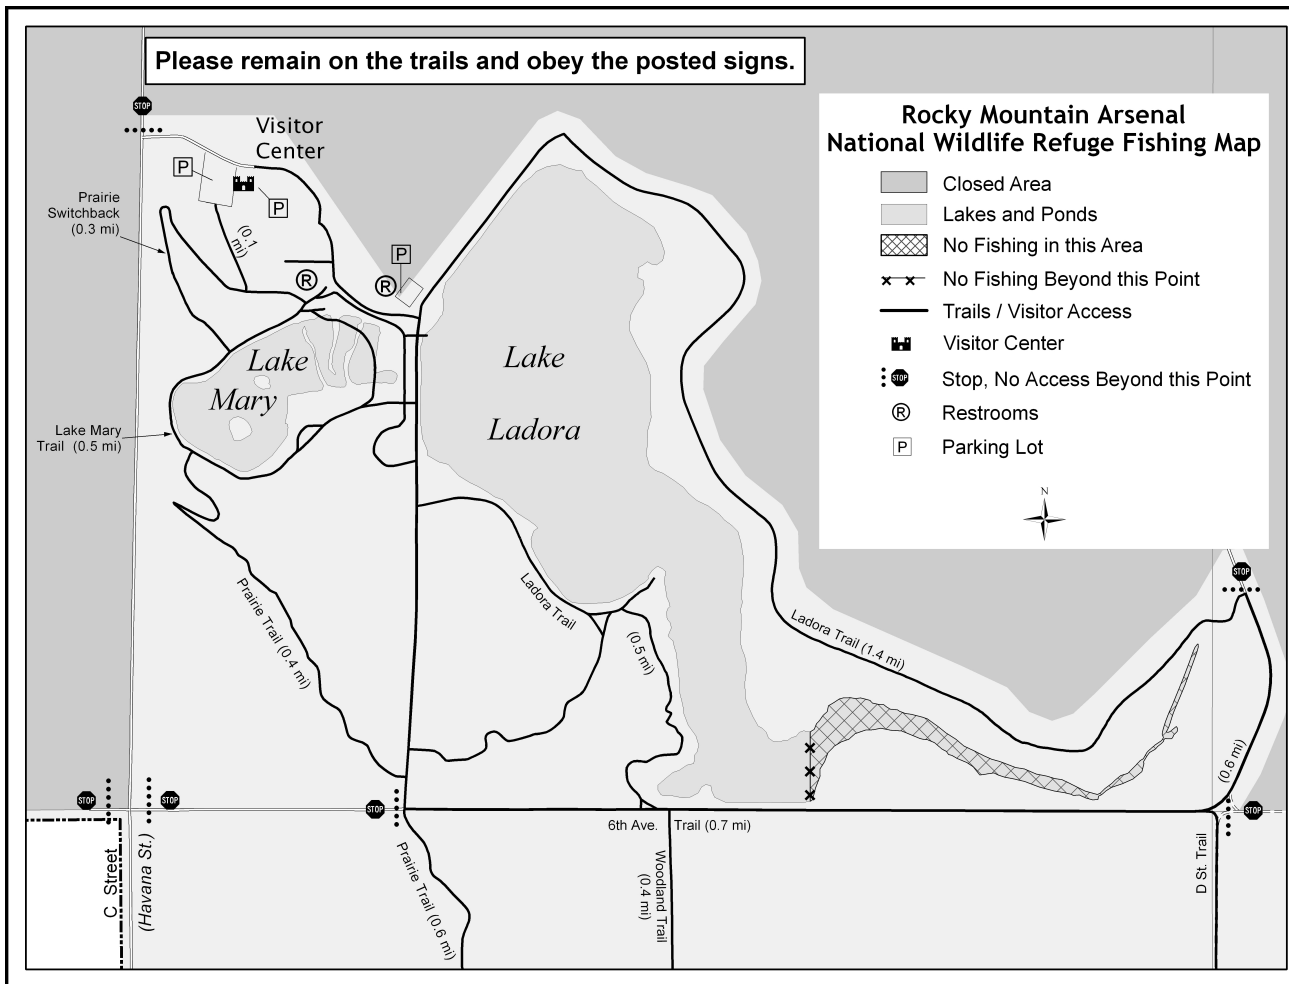 Please remain on the trails and obey the posted signs.
STOP
Visitor
Center
P
P
Prairie
Switchback
(0.3 mi)
(0.1
mi)
P
R
R
Lake
Mary
Lake
Ladora
Lake Mary
Trail (0.5 mi)
Rocky Mountain Arsenal
National Wildlife Refuge Fishing Map
Closed Area
Lakes and Ponds
No Fishing in this Area
No Fishing Beyond this Point
Trails / Visitor Access
Visitor Center
STOP
Stop, No Access Beyond this Point
R
Restrooms
P
Parking Lot
N
STOP
Prairie Trail (0.4 mi)
Ladora Trail
(0.5 mi)
Ladora Trail (1.4 mi)
(0.6 mi)
STOP
STOP
STOP
STOP
6th Ave.
Trail (0.7 mi)
C Street
(Havana St.)
Prairie Trail (0.6 mi)
Woodland Trail
(0.4 mi)
D St. Trail